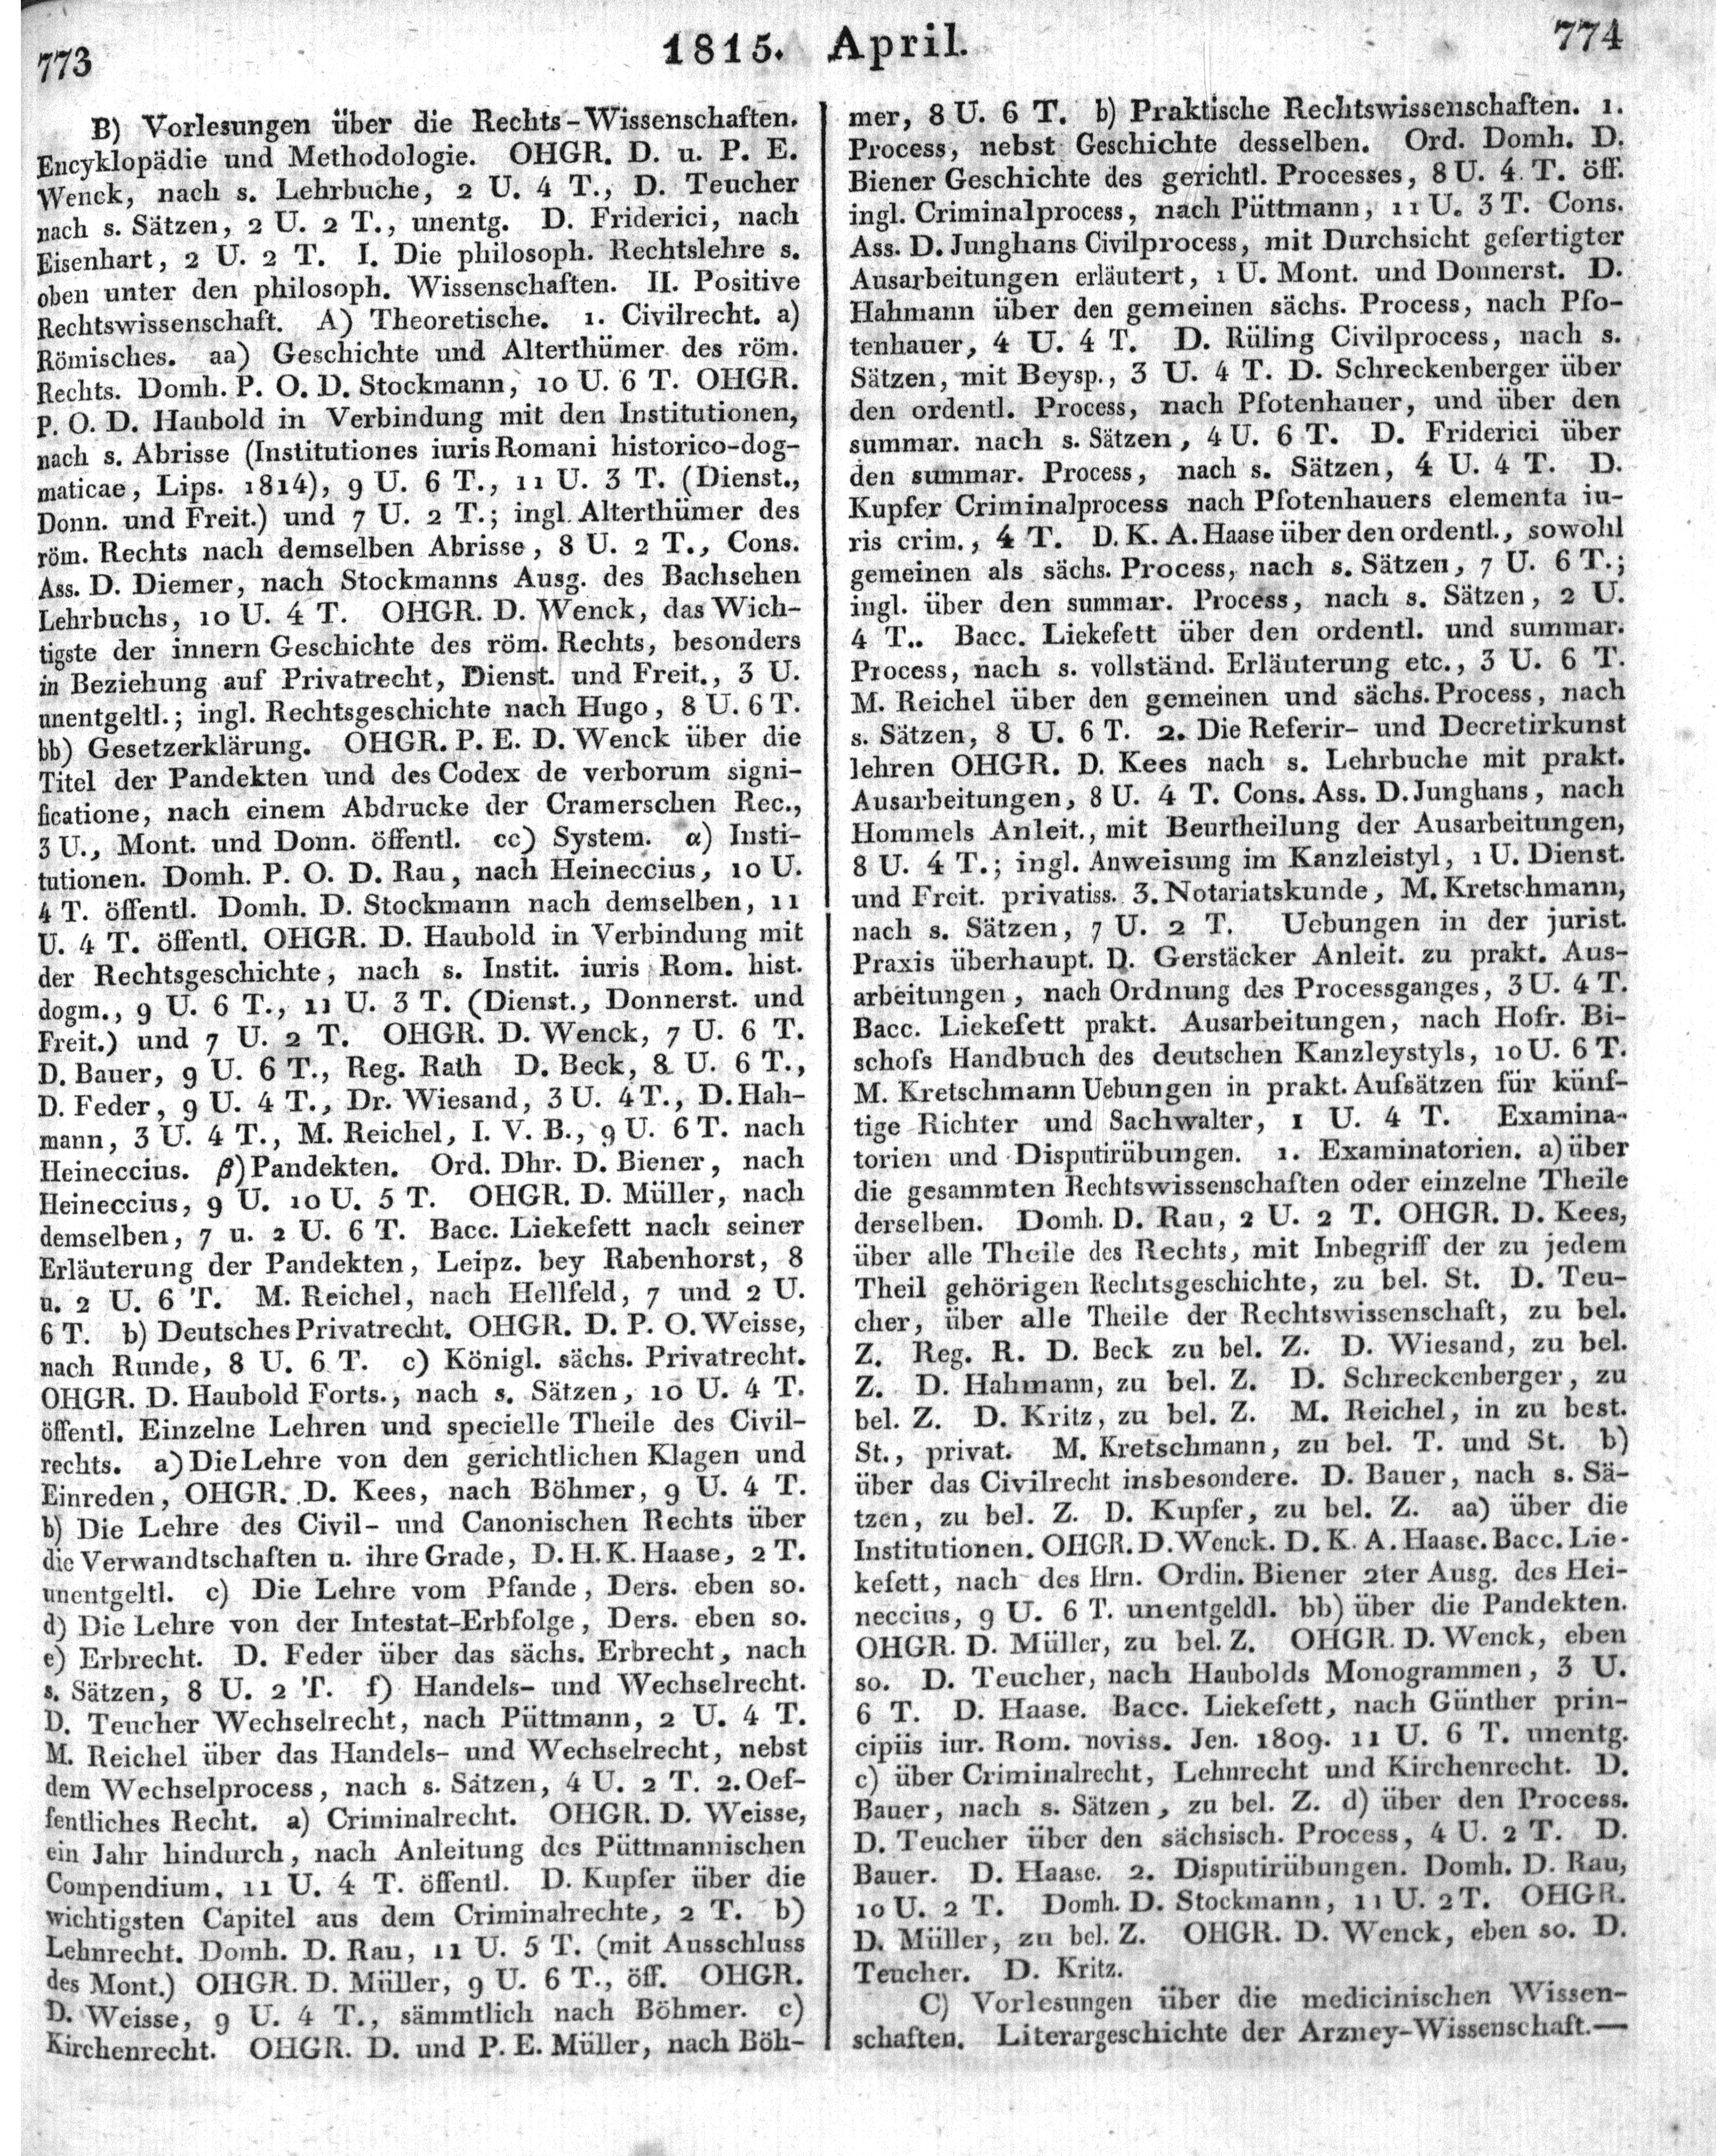 773
1815. April.
774
B) Vorlesungen über die Rechts-Wissenschaften.
Encyklopädie und Methodologie. OHGR. D. u. P. E.
Wenck, nach s. Lehrbuche, 2 U. 4 T., D. Teucher
nach s. Sätzen, 2 U. 2 T., unentg. D. Friderici, nach
Eisenhart, 2 U. 2 T. I. Die philosoph. Rechtslehre s.
oben unter den philosoph. Wissenschaften. II. Positive
Rechtswissenschaft. A) Theoretische. 1. Civilrecht. a)
Römisches. aa) Geschichte und Alterthümer des röm.
Rechts. Domh. P. O. D. Stockmann, 10 U. 6 T. OHGR.
P. O. D. Haubold in Verbindung mit den Institutionen,
nach s. Abrisse (Institutiones iuris Romani historico-dog-
maticae, Lips. 1814), 9 U. 6 T., 11 U. 3 T. (Dienst.,
Donn. und Freit.) und 7 U. 2 T.; ingl. Alterthümer des
röm. Rechts nach demselben Abrisse, 8 U. 2 T., Cons.
Ass. D. Diemer, nach Stockmanns Ausg. des Bachschen
Lehrbuchs, 10 U. 4 T. OHGR. D. Wenck, das Wich-
tigste der innern Geschichte des röm. Rechts, besonders
in Beziehung auf Privatrecht, Dienst. und Freit., 3 U.
unentgeltl.; ingl. Rechtsgeschichte nach Hugo, 8 U. 6 T.
bb) Gesetzerklärung. OHGR. P. E. D. Wenck über die
Titel der Pandekten und des Codex de verborum signi-
ficatione, nach einem Abdrucke der Cramerschen Rec.,
3 U., Mont. und Donn. öffentl. cc) System. α) Insti-
tutionen. Domh. P. O. D. Rau, nach Heineccius, 10 U.
4 T. öffentl. Domh. D. Stockmann nach demselben, 11
U. 4 T. öffentl. OHGR. D. Haubold in Verbindung mit
der Rechtsgeschichte, nach s. Instit. iuris Rom. hist.
dogm., 9 U. 6 T., 11 U. 3 T. (Dienst., Donnerst. und
Freit.) und 7 U. 2 T. OHGR. D. Wenck, 7 U. 6 T.
D. Bauer, 9 U. 6 T., Reg. Rath D. Beck, 8 U. 6 T.,
D. Feder, 9 U. 4 T., Dr. Wiesand, 3 U. 4 T., D. Hah-
mann, 3 U. 4 T., M. Reichel, I. V. B., 9 U. 6 T. nach
Heineccius. β) Pandekten. Ord. Dhr. D. Biener, nach
Heineccius, 9 U. 10 U. 5 T. OHGR. D. Müller, nach
demselben, 7 u. 2 U. 6 T. Bacc. Liekefett nach seiner
Erläuterung der Pandekten, Leipz. bey Rabenhorst, 8
u. 2 U. 6 T. M. Reichel, nach Hellfeld, 7 und 2 U.
6 T. b) Deutsches Privatrecht. OHGR. D. P. O. Weisse,
nach Runde, 8 U. 6 T. c) Königl. sächs. Privatrecht.
OHGR. D. Haubold Forts., nach s. Sätzen, 10 U. 4 T.
öffentl. Einzelne Lehren und specielle Theile des Civil-
rechts. a) Die Lehre von den gerichtlichen Klagen und
Einreden, OHGR. D. Kees, nach Böhmer, 9 U. 4 T.
b) Die Lehre des Civil- und Canonischen Rechts über
die Verwandtschaften u. ihre Grade, D. H. K. Haase, 2 T.
unentgeltl. c) Die Lehre vom Pfande, Ders. eben so.
d) Die Lehre von der Intestat-Erbfolge, Ders. eben so.
e) Erbrecht. D. Feder über das sächs. Erbrecht, nach
s. Sätzen, 8 U. 2 T. f) Handels- und Wechselrecht.
D. Teucher Wechselrecht, nach Püttmann, 2 U. 4 T.
M. Reichel über das Handels- und Wechselrecht, nebst
dem Wechselprocess, nach s. Sätzen, 4 U. 2 T. 2. Oef-
fentliches Recht. a) Criminalrecht. OHGR. D. Weisse,
ein Jahr hindurch, nach Anleitung des Püttmannischen
Compendium, 11 U. 4 T. öffentl. D. Kupfer über die
wichtigsten Capitel aus dem Criminalrechte, 2 T. b)
Lehnrecht. Domh. D. Rau, 11 U. 5 T. (mit Ausschluss
des Mont.) OHGR. D. Müller, 9 U. 6 T., öff. OHGR.
D. Weisse, 9 U. 4 T., sämmtlich nach Böhmer. c)
Kirchenrecht. OHGR. D. und P. E. Müller, nach Böh-
mer, 8 U. 6 T. b) Praktische Rechtswissenschaften. 1.
Process, nebst Geschichte desselben. Ord. Domh. D.
Biener Geschichte des gerichtl. Processes, 8 U. 4 T. öff.
ingl. Criminalprocess, nach Püttmann, 11 U. 3 T. Cons.
Ass. D. Junghans Civilprocess, mit Durchsicht gefertigter
Ausarbeitungen erläutert, 1 U. Mont. und Donnerst. D.
Hahmann über den gemeinen sächs. Process, nach Pfo-
tenhauer, 4 U. 4 T. D. Rüling Civilprocess, nach s.
Sätzen, mit Beysp., 3 U. 4 T. D. Schreckenberger über
den ordentl. Process, nach Pfotenhauer, und über den
summar. nach s. Sätzen, 4 U. 6 T. D. Friderici über
den summar. Process, nach s. Sätzen, 4 U. 4 T. D.
Kupfer Criminalprocess nach Pfotenhauers elementa iu-
ris crim., 4 T. D. K. A. Haase über den ordentl., sowohl
gemeinen als sächs. Process, nach s. Sätzen, 7 U. 6 T.;
ingl. über den summar. Process, nach s. Sätzen, 2 U.
4 T.. Bacc. Liekefett über den ordentl. und summar.
Process, nach s. vollständ. Erläuterung etc., 3 U. 6 T.
M. Reichel über den gemeinen und sächs. Process, nach
s. Sätzen, 8 U. 6 T. 2. Die Referir- und Decretirkunst
lehren OHGR. D. Kees nach s. Lehrbuche mit prakt.
Ausarbeitungen, 8 U. 4 T. Cons. Ass. D. Junghans, nach
Hommels Anleit., mit Beurtheilung der Ausarbeitungen,
8 U. 4 T.; ingl. Anweisung im Kanzleistyl, 1 U. Dienst.
und Freit. privatiss. 3. Notariatskunde, M. Kretschmann,
nach s. Sätzen, 7 U. 2 T. Uebungen in der jurist.
Praxis überhaupt. D. Gerstäcker Anleit. zu prakt. Aus-
arbeitungen, nach Ordnung des Processganges, 3 U. 4 T.
Bacc. Liekefett prakt. Ausarbeitungen, nach Hofr. Bi-
schofs Handbuch des deutschen Kanzleystyls, 10 U. 6 T.
M. Kretschmann Uebungen in prakt. Aufsätzen für künf-
tige Richter und Sachwalter, 1 U. 4 T. Examina-
torien und Disputirübungen. 1. Examinatorien. a) über
die gesammten Rechtswissenschaften oder einzelne Theile
derselben. Domh. D. Rau, 2 U. 2 T. OHGR. D. Kees,
über alle Theile des Rechts, mit Inbegriff der zu jedem
Theil gehörigen Rechtsgeschichte, zu bel. St. D. Teu-
cher, über alle Theile der Rechtswissenschaft, zu bel.
Z. Reg. R. D. Beck zu bel. Z. D. Wiesand, zu bel.
Z. D. Hahmann, zu bel. Z. D. Schreckenberger, zu
bel. Z. D. Kritz, zu bel. Z. M. Reichel, in zu best.
St., privat. M. Kretschmann, zu bel. T. und St. b)
über das Civilrecht insbesondere. D. Bauer, nach s. Sä-
tzen, zu bel. Z. D. Kupfer, zu bel. Z. aa) über die
Institutionen. OHGR. D. Wenck. D. K. A. Haase. Bacc. Lie-
kefett, nach des Hrn. Ordin. Biener 2ter Ausg. des Hei-
neccius, 9 U. 6 T. unentgeldl. bb) über die Pandekten.
OHGR. D. Müller, zu bel. Z. OHGR. D. Wenck, eben
so. D. Teucher, nach Haubolds Monogrammen, 3 U.
6 T. D. Haase. Bacc. Liekefett, nach Günther prin-
cipiis iur. Rom. noviss. Jen. 1809. 11 U. 6 T. unentg.
c) über Criminalrecht, Lehnrecht und Kirchenrecht. D.
Bauer, nach s. Sätzen, zu bel. Z. d) über den Process.
D. Teucher über den sächsisch. Process, 4 U. 2 T. D.
Bauer. D. Haase. 2. Disputirübungen. Domh. D. Rau,
10 U. 2 T. Domh. D. Stockmann, 11 U. 2 T. OHGR.
D. Müller, zu bel. Z. OHGR. D. Wenck, eben so. D.
Teucher. D. Kritz.
C) Vorlesungen über die medicinischen Wissen-
schaften. Literargeschichte der Arzney-Wissenschaft.—